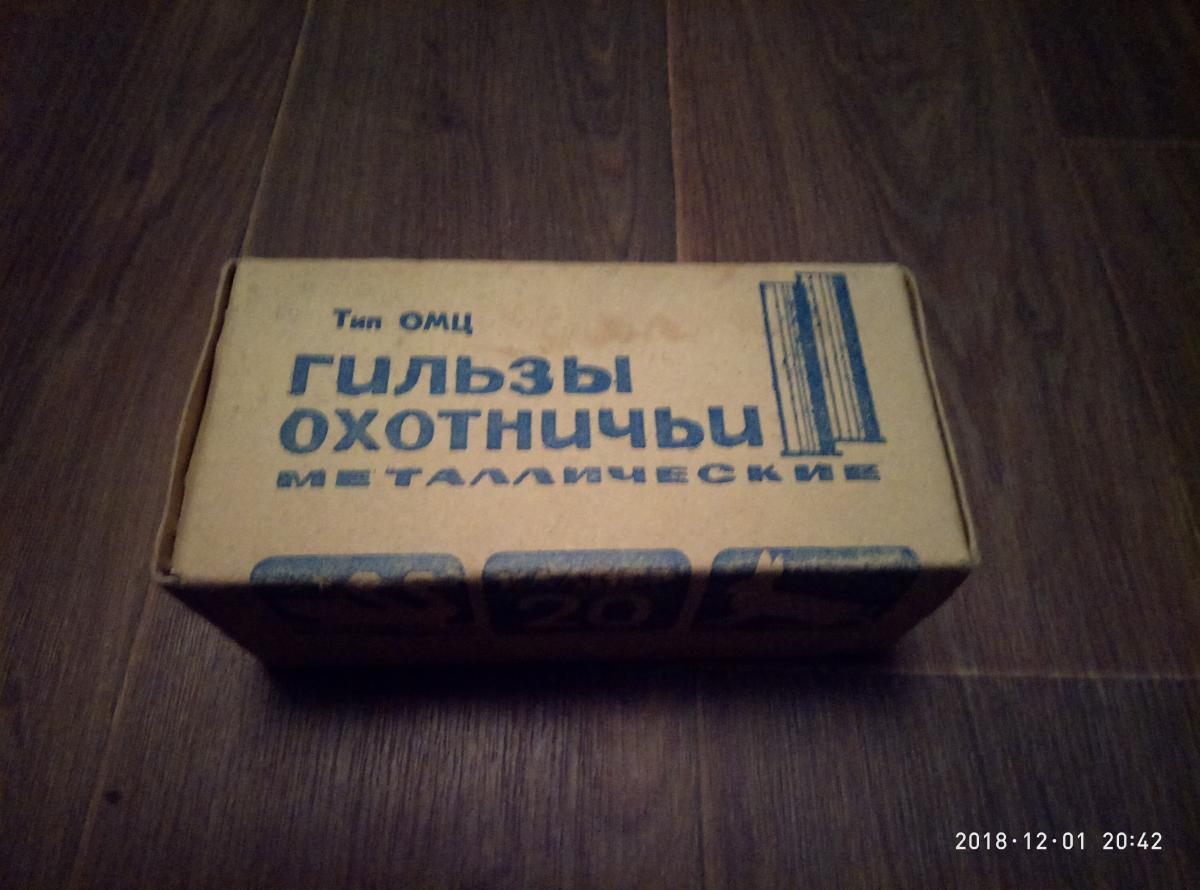 Тип ОМЦ
ГИЛЬЗЫ
ОХОТНИЧЬИ
МЕТАЛЛИЧЕСКИЕ
20
2018·12·01 20:42